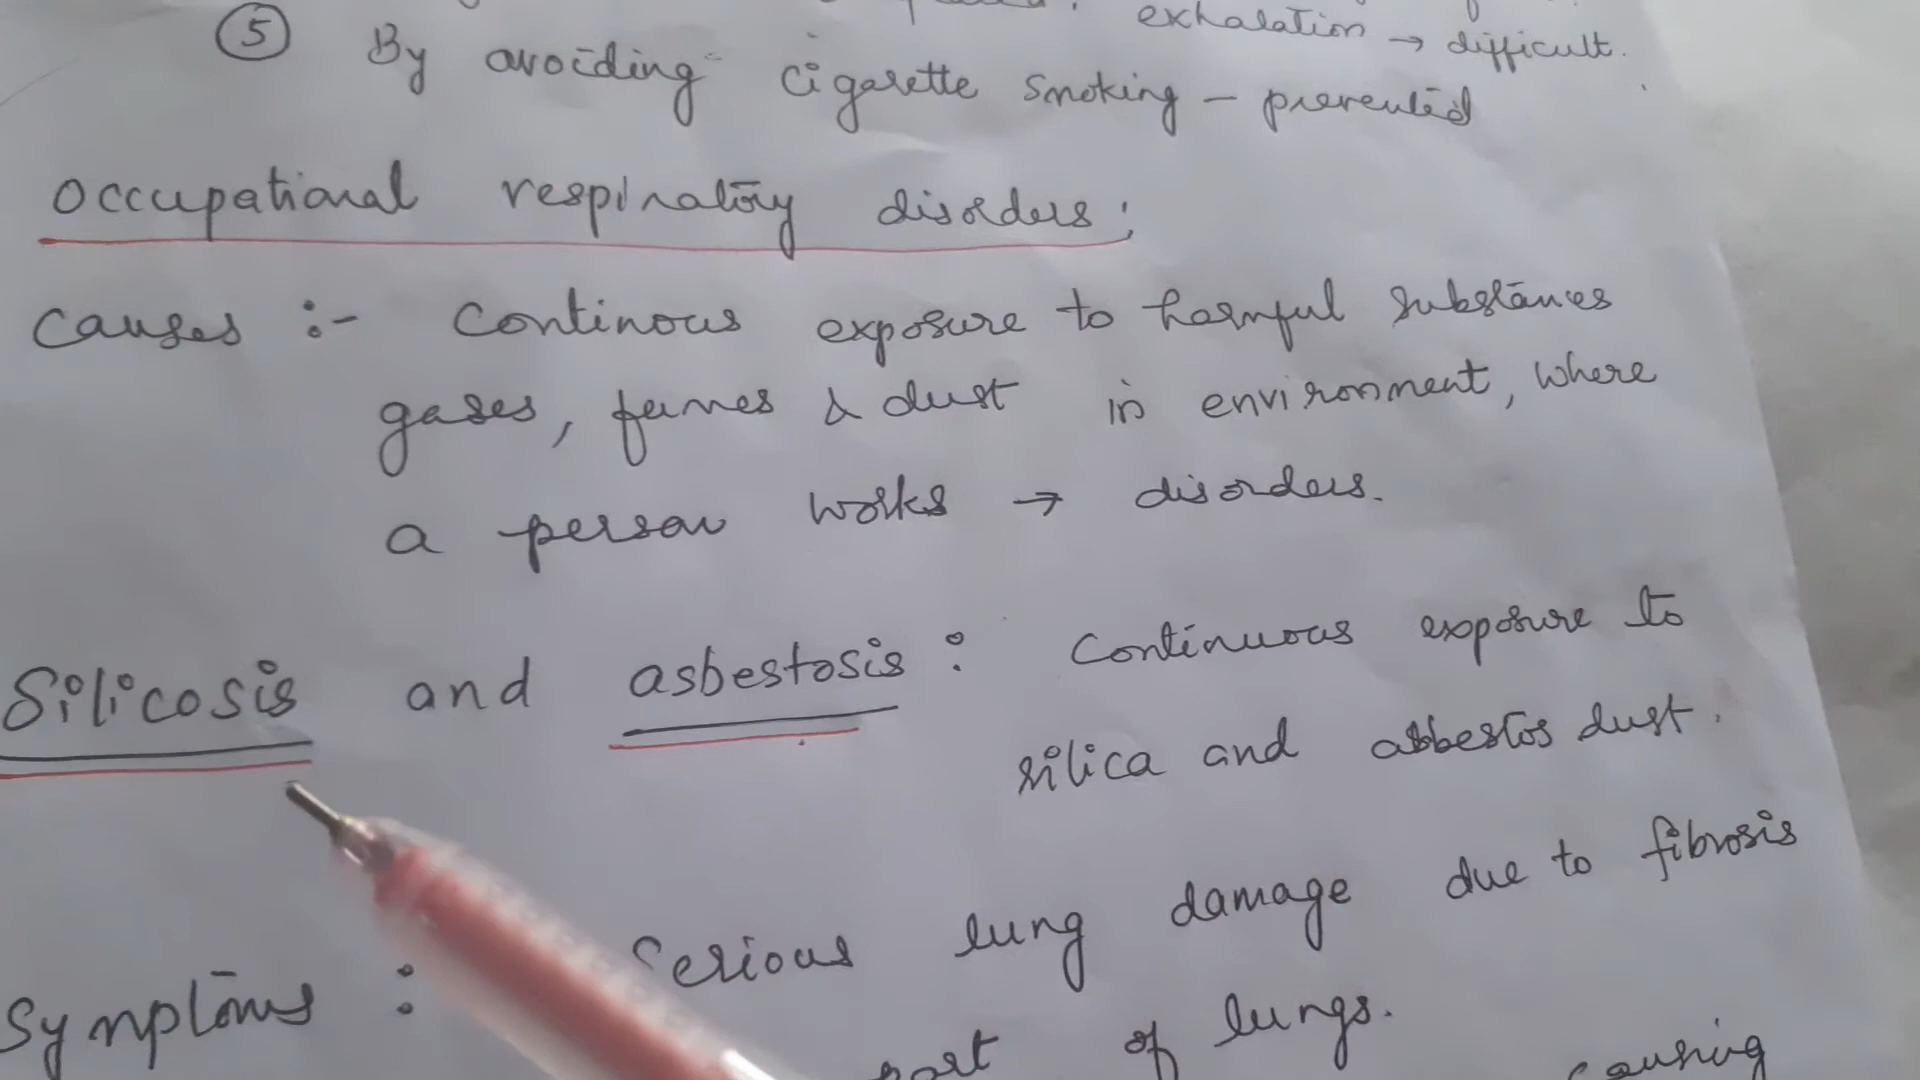 exhalation → difficult.
⑤ By avoiding cigarette smoking – prevented
Occupational respiratory disorders :
Causes :- Continous exposure to harmful substances
gases, fumes & dust in environment, where
a person works → disorders.
Silicosis and asbestosis : Continuous exposure to
silica and asbestos dust.
Symptoms : Serious lung damage due to fibrosis
part of lungs.
causing